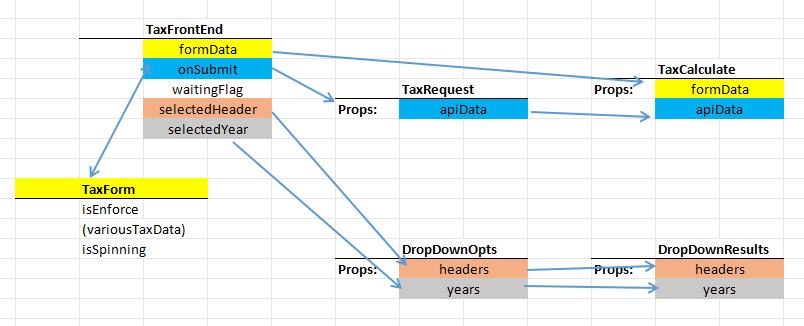 TaxFrontEnd
formData
onSubmit
waitingFlag
selectedHeader
selectedYear
TaxRequest
Props: apiData
TaxCalculate
Props: formData
apiData
TaxForm
isEnforce
(variousTaxData)
isSpinning
DropDownOpts
Props: headers
years
DropDownResults
Props: headers
years